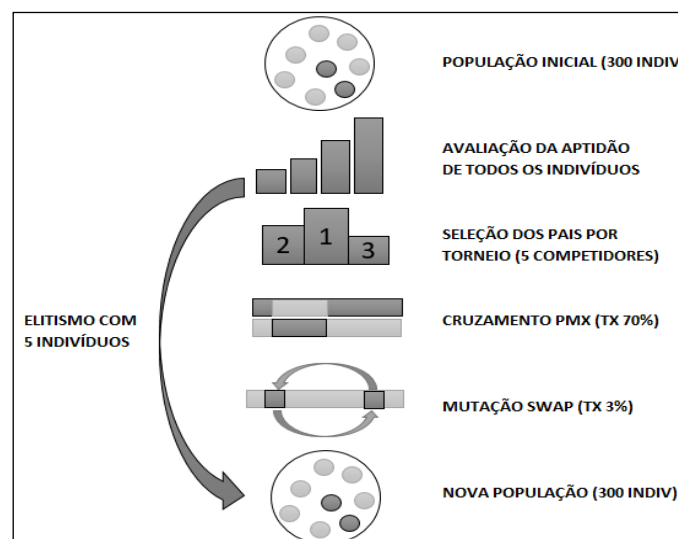 POPULAÇÃO INICIAL (300 INDIV
AVALIAÇÃO DA APTIDÃO
DE TODOS OS INDIVÍDUOS
2 1 3
SELEÇÃO DOS PAIS POR
TORNEIO (5 COMPETIDORES)
ELITISMO COM
5 INDIVÍDUOS
CRUZAMENTO PMX (TX 70%)
MUTAÇÃO SWAP (TX 3%)
NOVA POPULAÇÃO (300 INDIV)